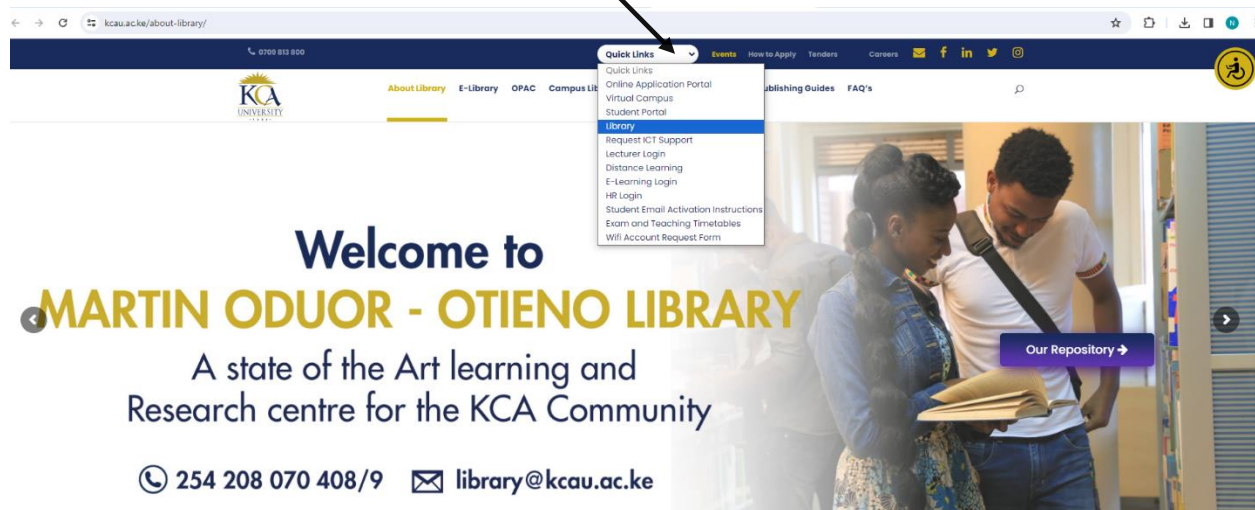 kcau.ac.ke/about-library/
N
0709 813 800
Quick Links
Events
How to Apply
Tenders
Careers
KCA
UNIVERSITY
About Library
E-Library
OPAC
Campus Lib
ublishing Guides
FAQ's
Quick Links
Online Application Portal
Virtual Campus
Student Portal
Library
Request ICT Support
Lecturer Login
Distance Learning
E-Learning Login
HR Login
Student Email Activation Instructions
Exam and Teaching Timetables
Wifi Account Request Form
Welcome to
MARTIN ODUOR - OTIENO LIBRARY
A state of the Art learning and
Research centre for the KCA Community
254 208 070 408/9
library@kcau.ac.ke
Our Repository